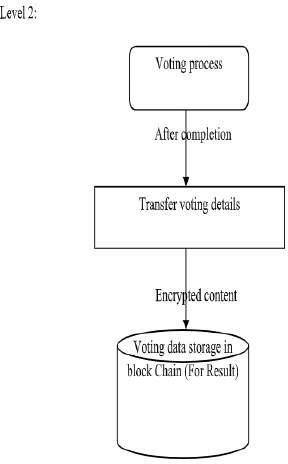 Level 2:
Voting process
After completion
Transfer voting details
Encrypted content
Voting data storage in
block Chain (For Result)